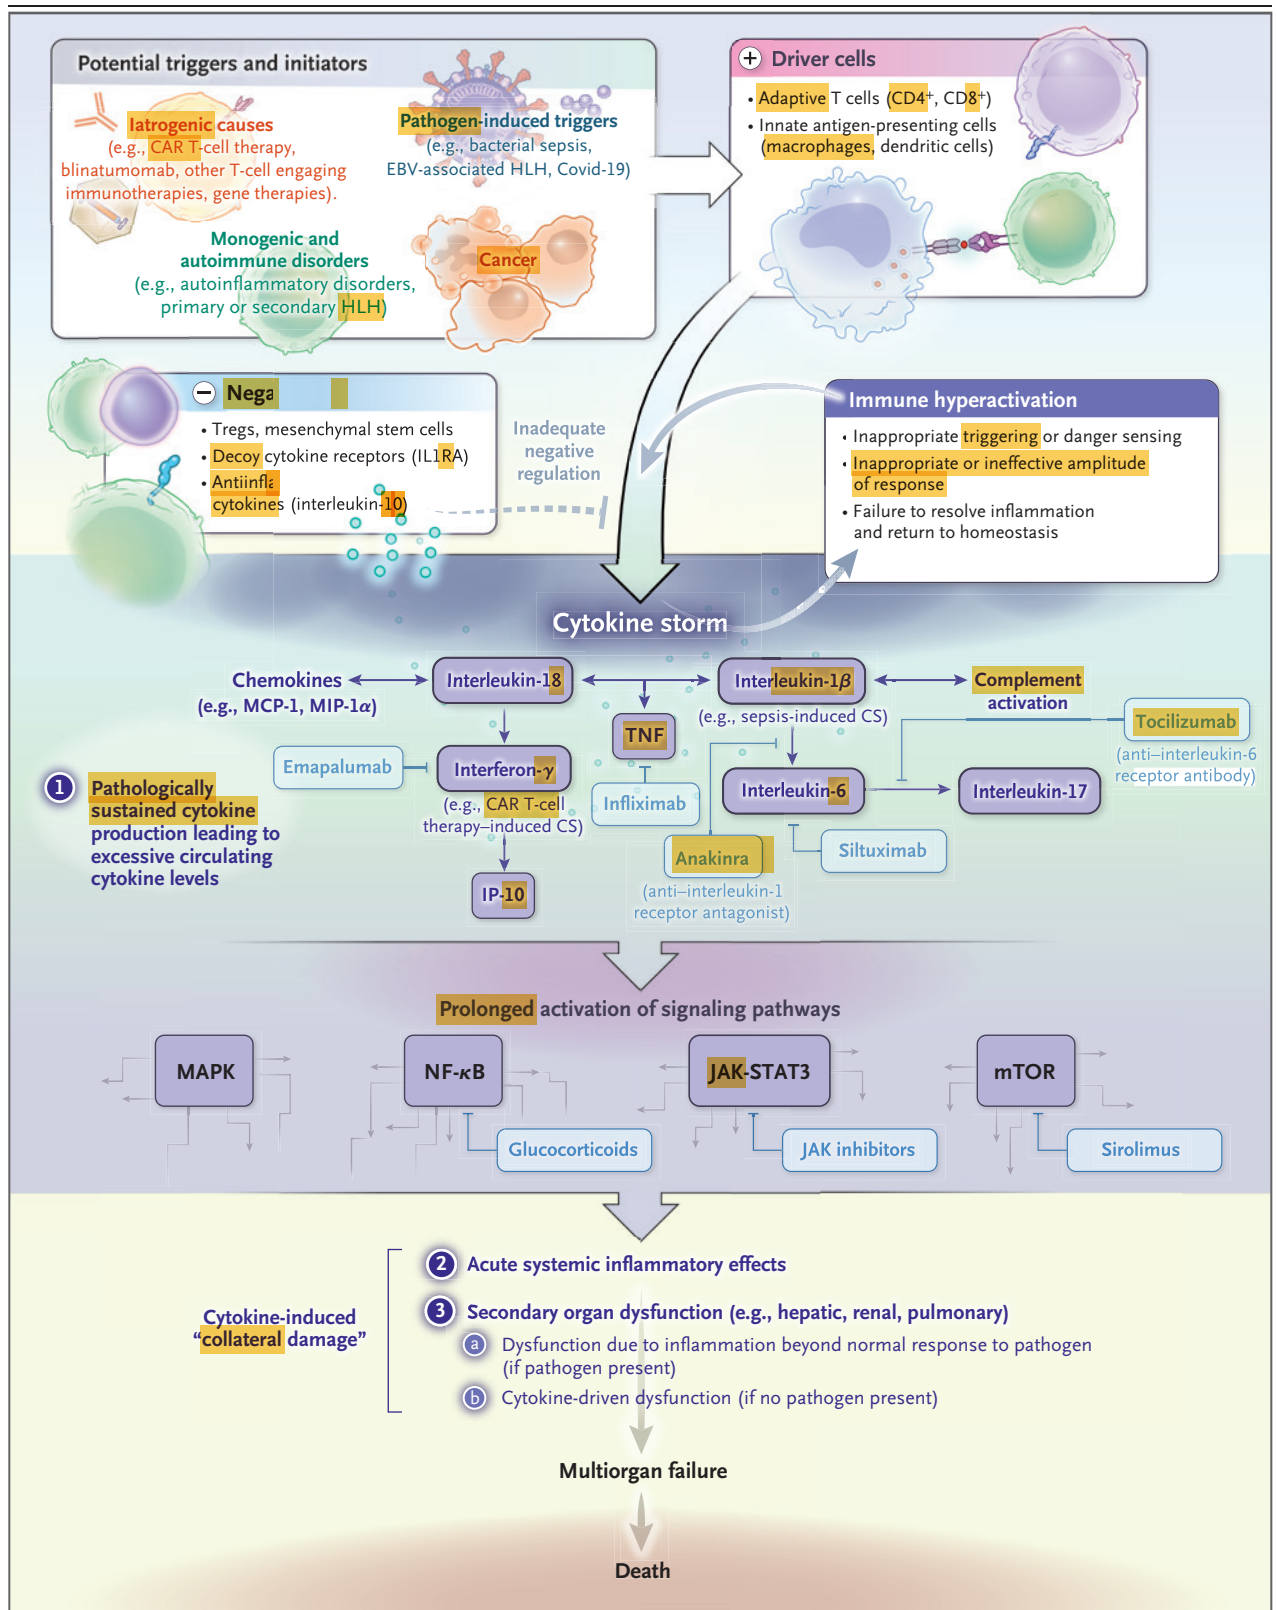 Potential triggers and initiators
Iatrogenic causes
(e.g., CAR T-cell therapy,
blinatumomab, other T-cell engaging
immunotherapies, gene therapies).
Pathogen-induced triggers
(e.g., bacterial sepsis,
EBV-associated HLH, Covid-19)
Monogenic and
autoimmune disorders
(e.g., autoinflammatory disorders,
primary or secondary HLH)
Cancer
+ Driver cells
• Adaptive T cells (CD4+, CD8+)
• Innate antigen-presenting cells
(macrophages, dendritic cells)
− Nega
• Tregs, mesenchymal stem cells
• Decoy cytokine receptors (IL1RA)
• Antiinfla
cytokines (interleukin-10)
Inadequate
negative
regulation
Immune hyperactivation
• Inappropriate triggering or danger sensing
• Inappropriate or ineffective amplitude
of response
• Failure to resolve inflammation
and return to homeostasis
Cytokine storm
Chemokines
(e.g., MCP-1, MIP-1α)
Interleukin-18
Interleukin-1β
(e.g., sepsis-induced CS)
Complement
activation
TNF
Tocilizumab
(anti–interleukin-6
receptor antibody)
Emapalumab
Interferon-γ
(e.g., CAR T-cell
therapy–induced CS)
Infliximab
Interleukin-6
Interleukin-17
1 Pathologically
sustained cytokine
production leading to
excessive circulating
cytokine levels
Anakinra
(anti–interleukin-1
receptor antagonist)
Siltuximab
IP-10
Prolonged activation of signaling pathways
MAPK
NF-κB
JAK-STAT3
mTOR
Glucocorticoids
JAK inhibitors
Sirolimus
Cytokine-induced
“collateral damage”
2 Acute systemic inflammatory effects
3 Secondary organ dysfunction (e.g., hepatic, renal, pulmonary)
a Dysfunction due to inflammation beyond normal response to pathogen
(if pathogen present)
b Cytokine-driven dysfunction (if no pathogen present)
Multiorgan failure
Death